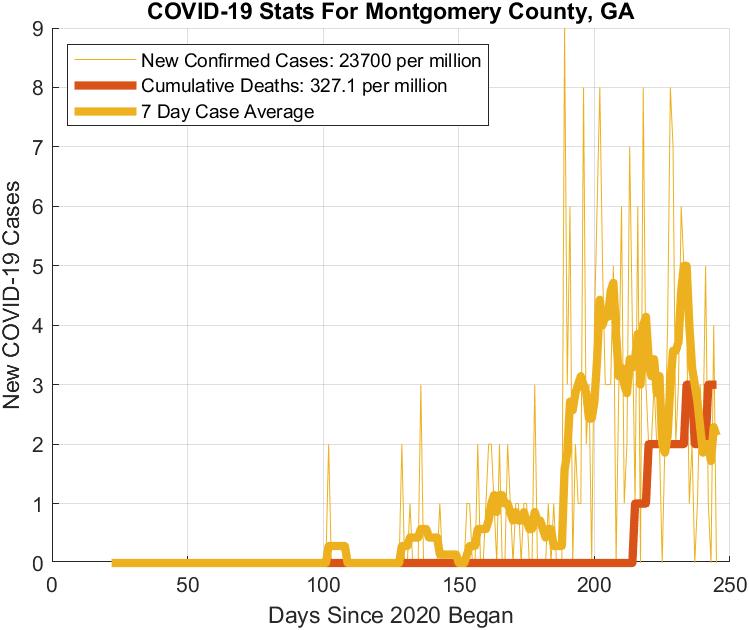 COVID-19 Stats For Montgomery County, GA
New Confirmed Cases: 23700 per million
Cumulative Deaths: 327.1 per million
7 Day Case Average
New COVID-19 Cases
9
8
7
6
5
4
3
2
1
0
0 50 100 150 200 250
Days Since 2020 Began